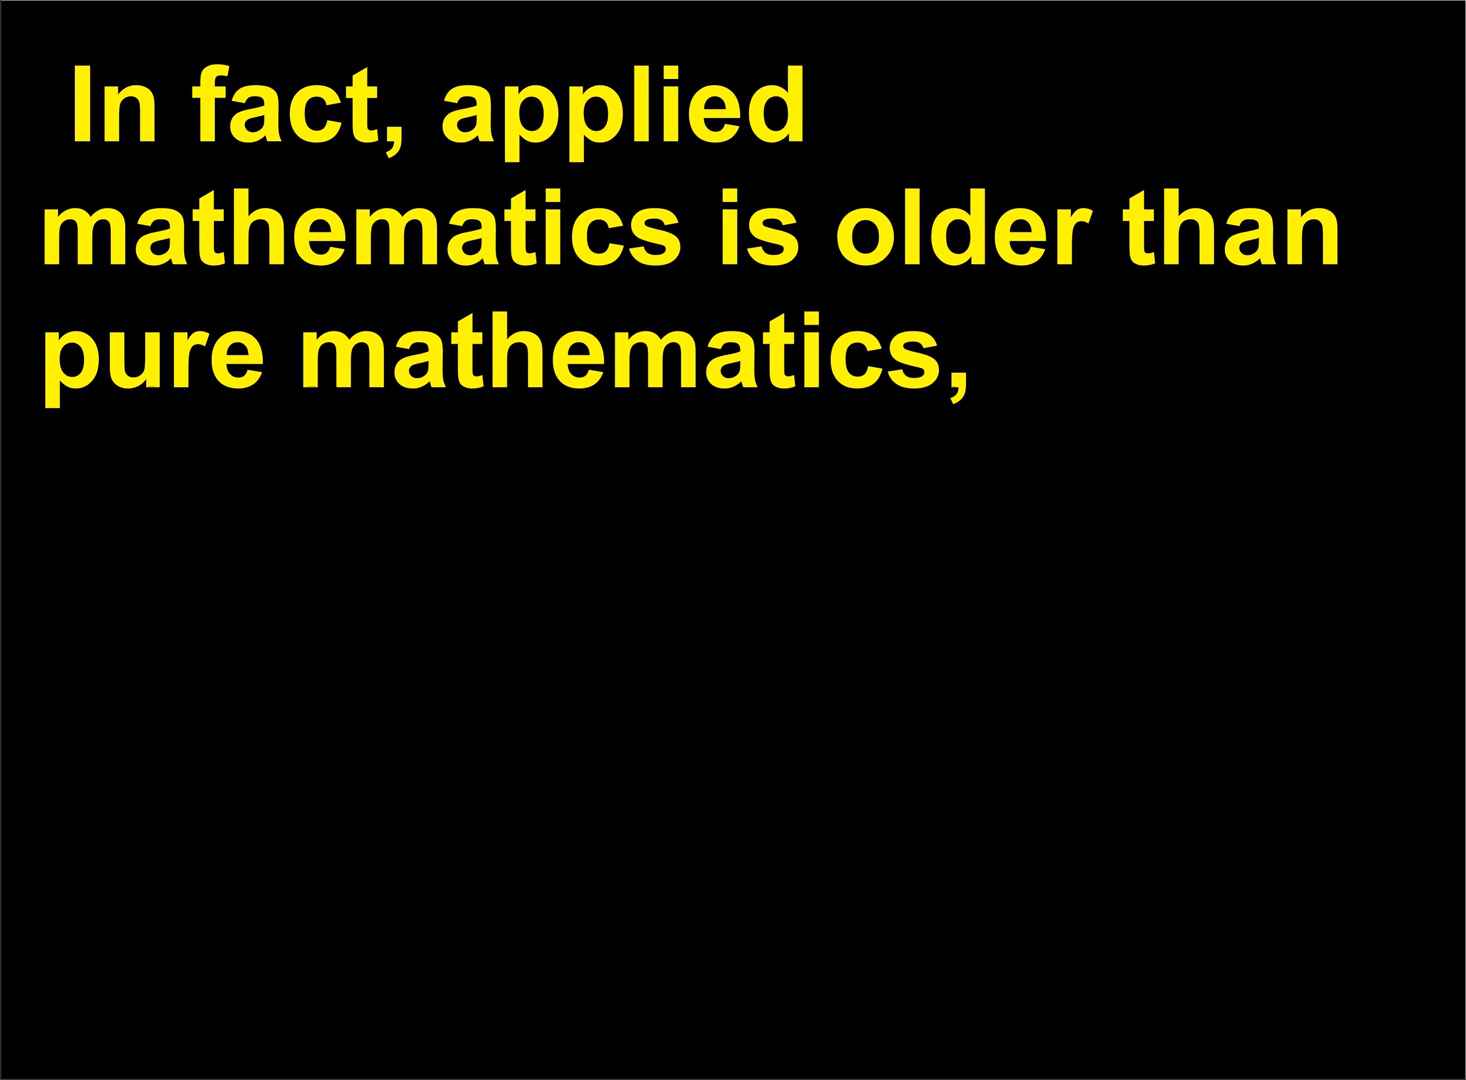 In fact, applied
mathematics is older than
pure mathematics,